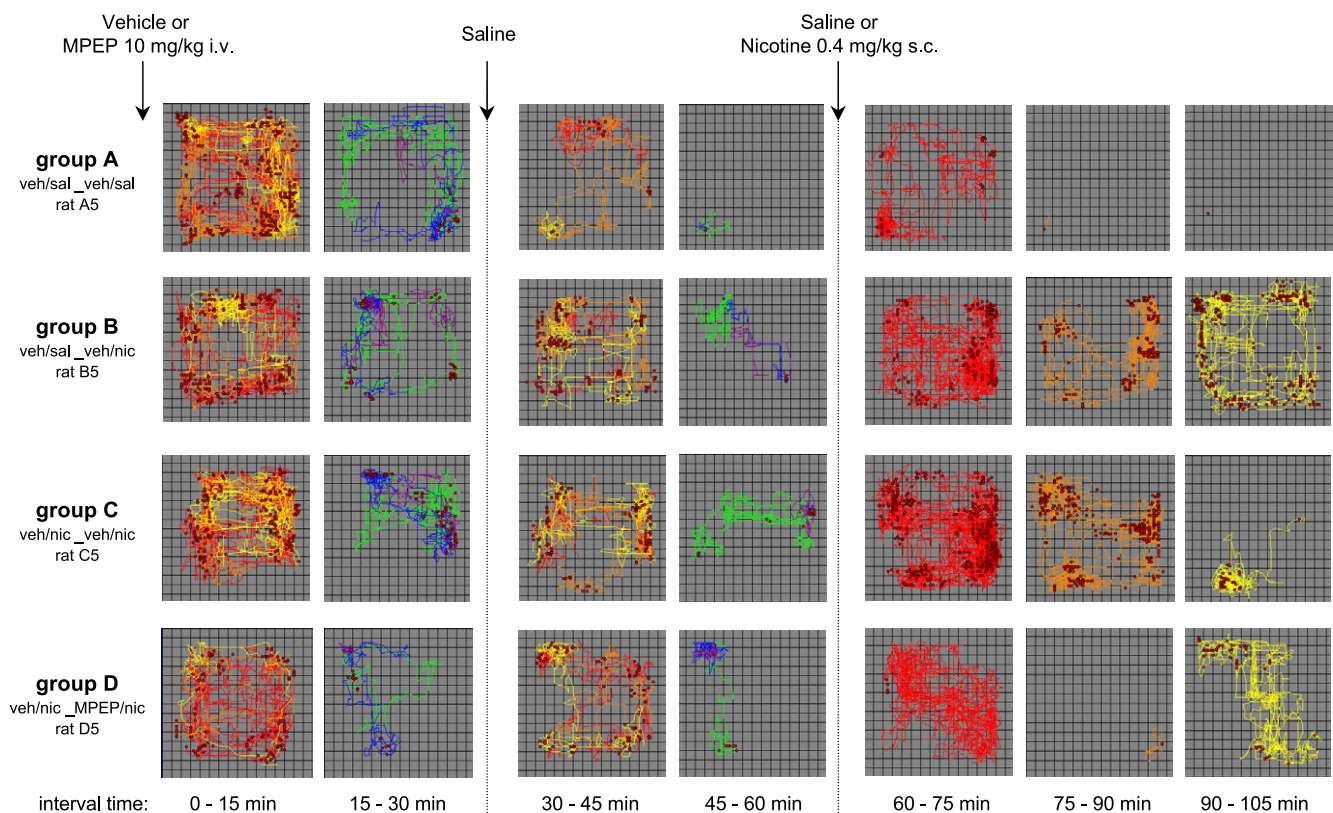 Vehicle or
MPEP 10 mg/kg i.v.
Saline
Saline or
Nicotine 0.4 mg/kg s.c.
group A
veh/sal _veh/sal
rat A5
group B
veh/sal _veh/nic
rat B5
group C
veh/nic _veh/nic
rat C5
group D
veh/nic _MPEP/nic
rat D5
interval time: 0 - 15 min 15 - 30 min 30 - 45 min 45 - 60 min 60 - 75 min 75 - 90 min 90 - 105 min